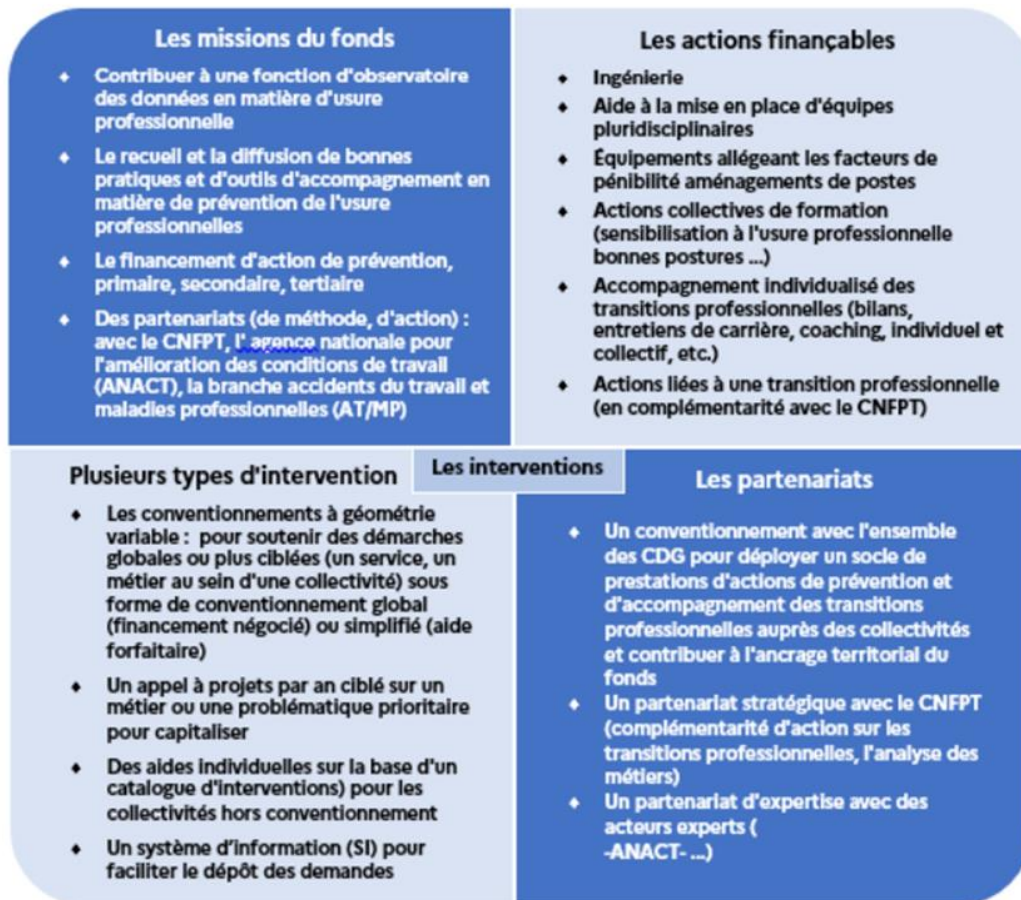 Les missions du fonds
♦ Contribuer à une fonction d'observatoire
des données en matière d'usure
professionnelle
♦ Le recueil et la diffusion de bonnes
pratiques et d'outils d'accompagnement en
matière de prévention de l'usure
professionnelles
♦ Le financement d'action de prévention,
primaire, secondaire, tertiaire
♦ Des partenariats (de méthode, d'action) :
avec le CNFPT, l' agence nationale pour
l'amélioration des conditions de travail
(ANACT), la branche accidents du travail et
maladies professionnelles (AT/MP)
Les actions finançables
♦ Ingénierie
♦ Aide à la mise en place d'équipes
pluridisciplinaires
♦ Équipements allégeant les facteurs de
pénibilité aménagements de postes
♦ Actions collectives de formation
(sensibilisation à l'usure professionnelle
bonnes postures ...)
♦ Accompagnement individualisé des
transitions professionnelles (bilans,
entretiens de carrière, coaching, individuel et
collectif, etc.)
♦ Actions liées à une transition professionnelle
(en complémentarité avec le CNFPT)
Les interventions
Plusieurs types d'intervention
♦ Les conventionnements à géométrie
variable : pour soutenir des démarches
globales ou plus ciblées (un service, un
métier au sein d'une collectivité) sous
forme de conventionnement global
(financement négocié) ou simplifié (aide
forfaitaire)
♦ Un appel à projets par an ciblé sur un
métier ou une problématique prioritaire
pour capitaliser
♦ Des aides individuelles sur la base d'un
catalogue d'interventions) pour les
collectivités hors conventionnement
♦ Un système d'information (SI) pour
faciliter le dépôt des demandes
Les partenariats
♦ Un conventionnement avec l'ensemble
des CDG pour déployer un socle de
prestations d'actions de prévention et
d'accompagnement des transitions
professionnelles auprès des collectivités
et contribuer à l'ancrage territorial du
fonds
♦ Un partenariat stratégique avec le CNFPT
(complémentarité d'action sur les
transitions professionnelles, l'analyse des
métiers)
♦ Un partenariat d'expertise avec des
acteurs experts (
-ANACT- ...)